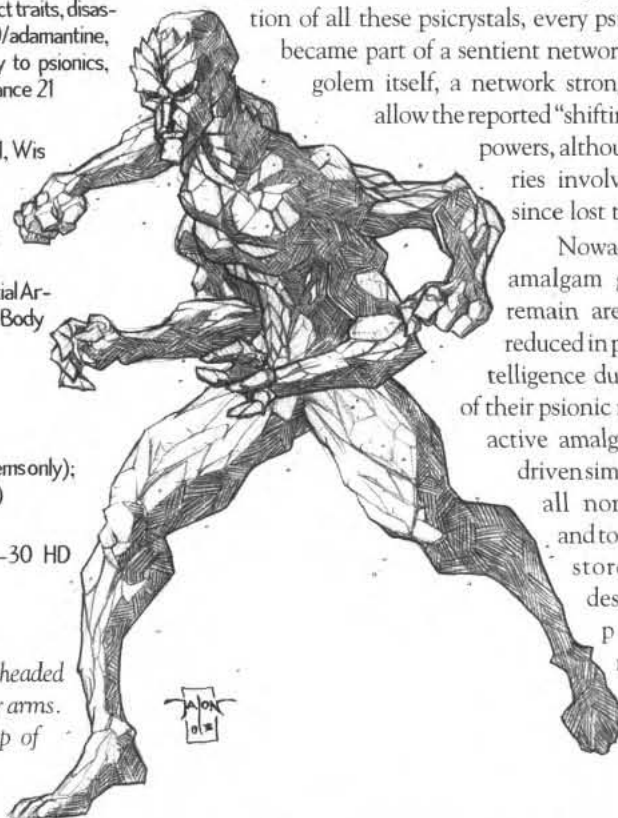 ct traits, disas-
)/adamantine,
y to psionics,
ance 21
l, Wis
ial Ar-
Body
ems only);
)
–30 HD
headed
r arms.
p of
tion of all these psicrystals, every psi
became part of a sentient network
golem itself, a network stron
allow the reported “shiftin
powers, althou
ries involv
since lost t
Nowa
amalgam g
remain are
reduced in p
telligence du
of their psionic r
active amalg
driven sim
all nor
and to
store
des
p